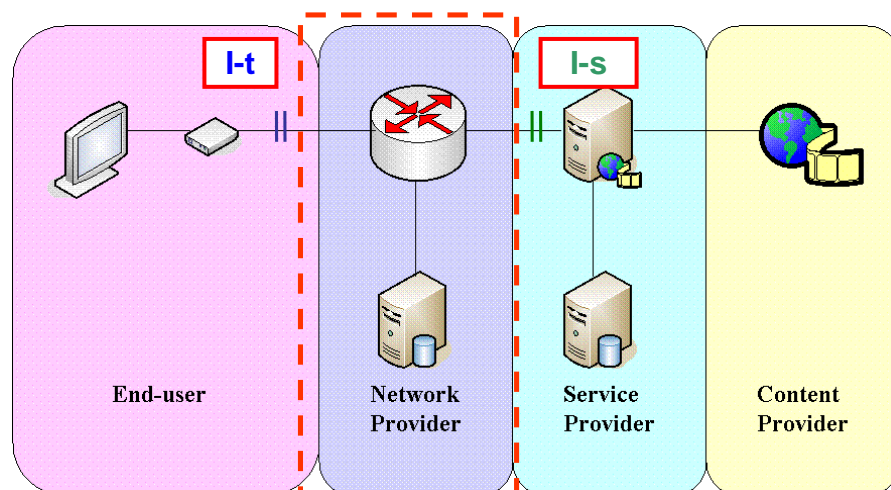 I-t
I-s
End-user
Network
Provider
Service
Provider
Content
Provider